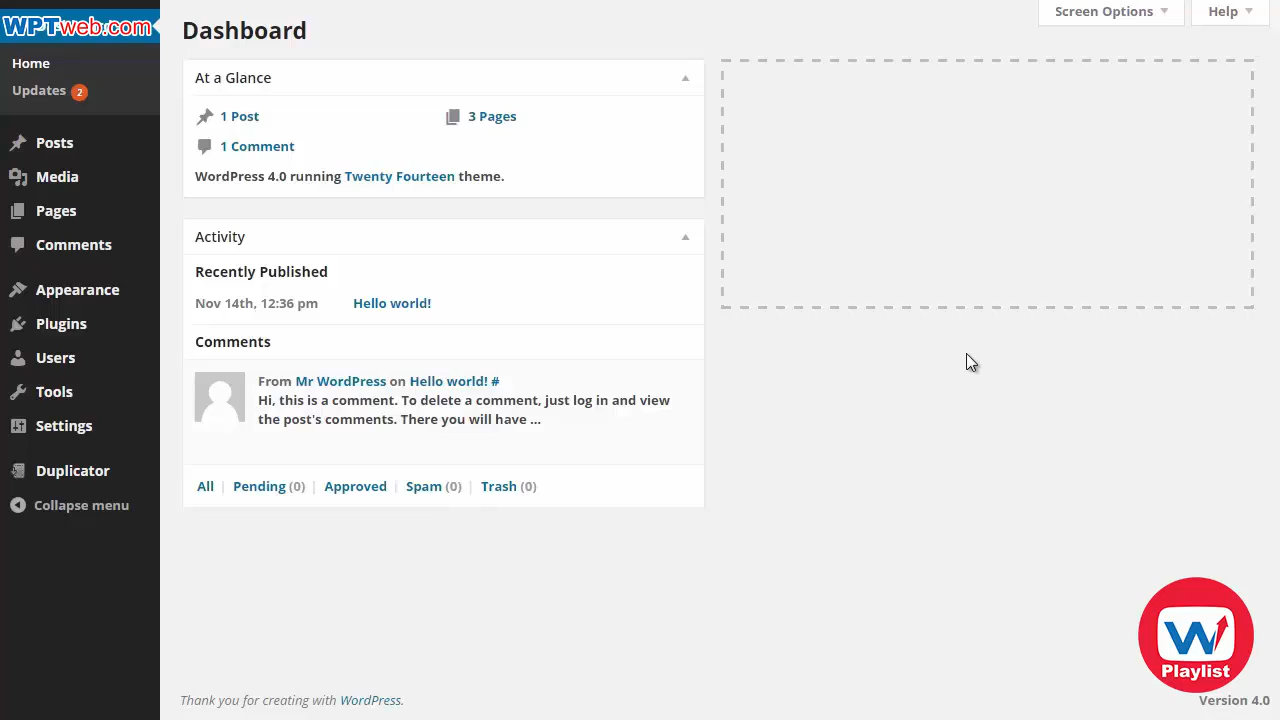 WPTweb.com
Dashboard
Screen Options
Help
Home
Updates 2
Posts
Media
Pages
Comments
Appearance
Plugins
Users
Tools
Settings
Duplicator
Collapse menu
At a Glance
1 Post
3 Pages
1 Comment
WordPress 4.0 running Twenty Fourteen theme.
Activity
Recently Published
Nov 14th, 12:36 pm Hello world!
Comments
From Mr WordPress on Hello world! #
Hi, this is a comment. To delete a comment, just log in and view
the post's comments. There you will have ...
All | Pending (0) | Approved | Spam (0) | Trash (0)
W
Playlist
Thank you for creating with WordPress.
Version 4.0